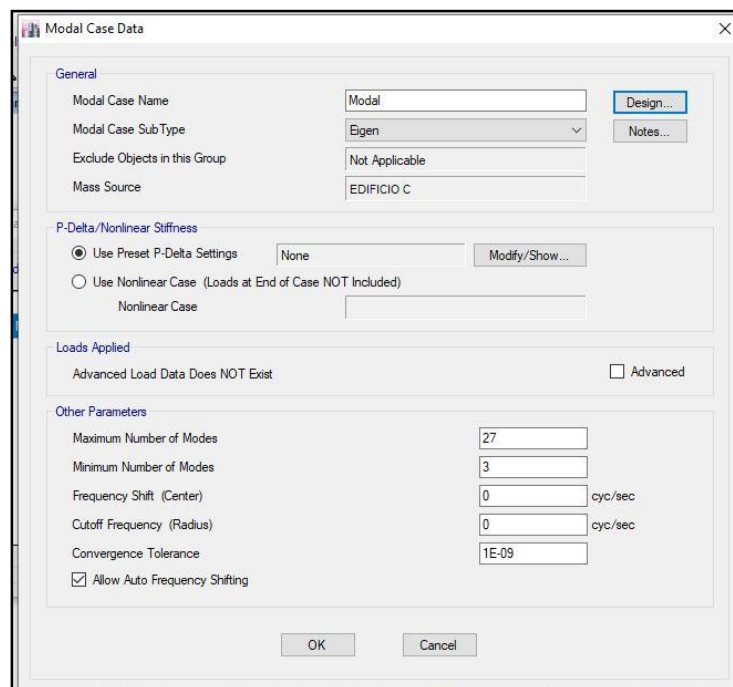 Modal Case Data
General
Modal Case Name Modal Design...
Modal Case SubType Eigen Notes...
Exclude Objects in this Group Not Applicable
Mass Source EDIFICIO C
P-Delta/Nonlinear Stiffness
Use Preset P-Delta Settings None Modify/Show...
Use Nonlinear Case (Loads at End of Case NOT Included)
Nonlinear Case
Loads Applied
Advanced Load Data Does NOT Exist Advanced
Other Parameters
Maximum Number of Modes 27
Minimum Number of Modes 3
Frequency Shift (Center) 0 cyc/sec
Cutoff Frequency (Radius) 0 cyc/sec
Convergence Tolerance 1E-09
Allow Auto Frequency Shifting
OK Cancel